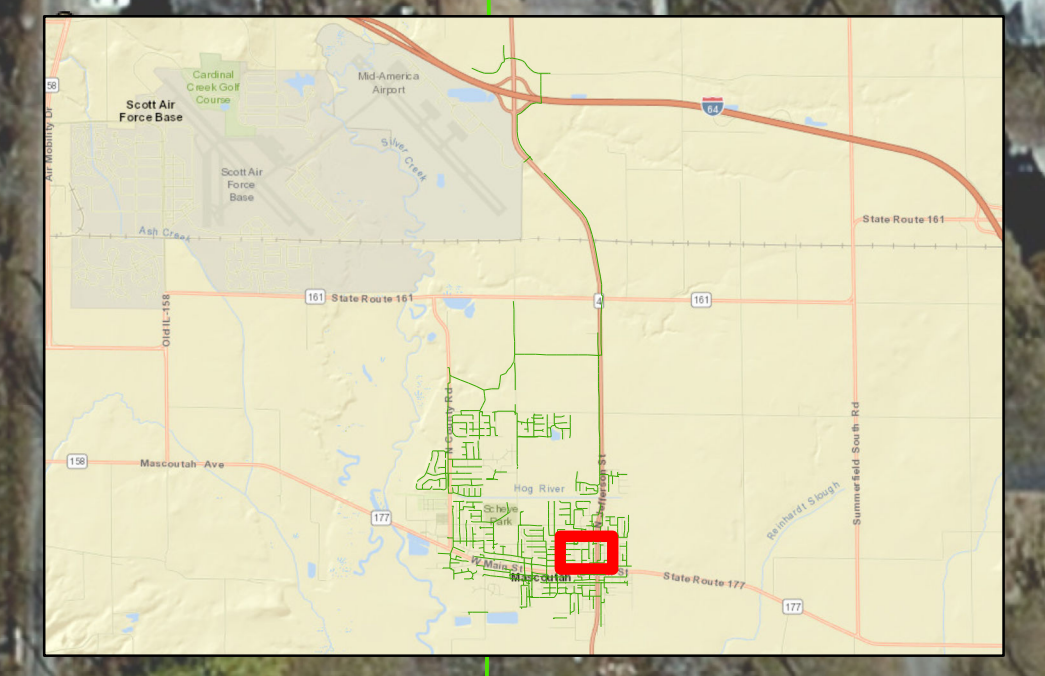 Cardinal
Creek Golf
Course
Mid-America
Airport
58
Scott Air
Force Base
64
Air Mobility Dr
Silver Creek
Scott Air
Force
Base
State Route 161
Ash Creek
161
State Route 161
4
161
Old IL-158
N County Rd
Summerfield South Rd
158
Mascoutah Ave
N Jefferson St
Hog River
Reinhardt Slough
177
Scheve
Park
W Main St
St
Mascoutah
State Route 177
177